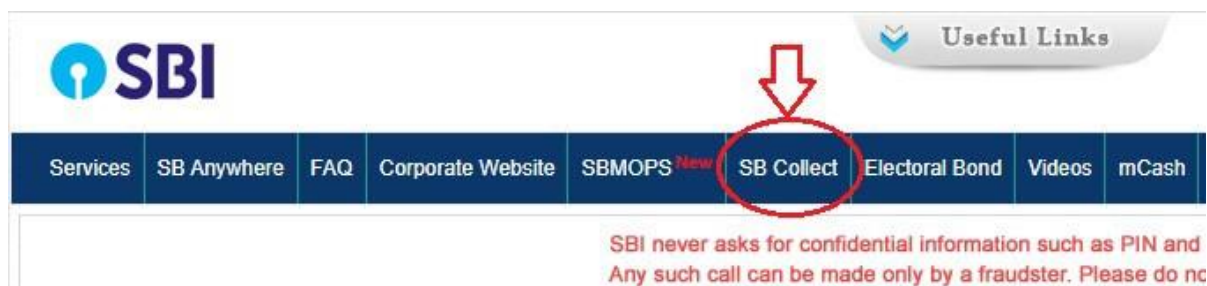 Useful Links
SBI
Services SB Anywhere FAQ Corporate Website SBMOPS New SB Collect Electoral Bond Videos mCash
SBI never asks for confidential information such as PIN and
Any such call can be made only by a fraudster. Please do no